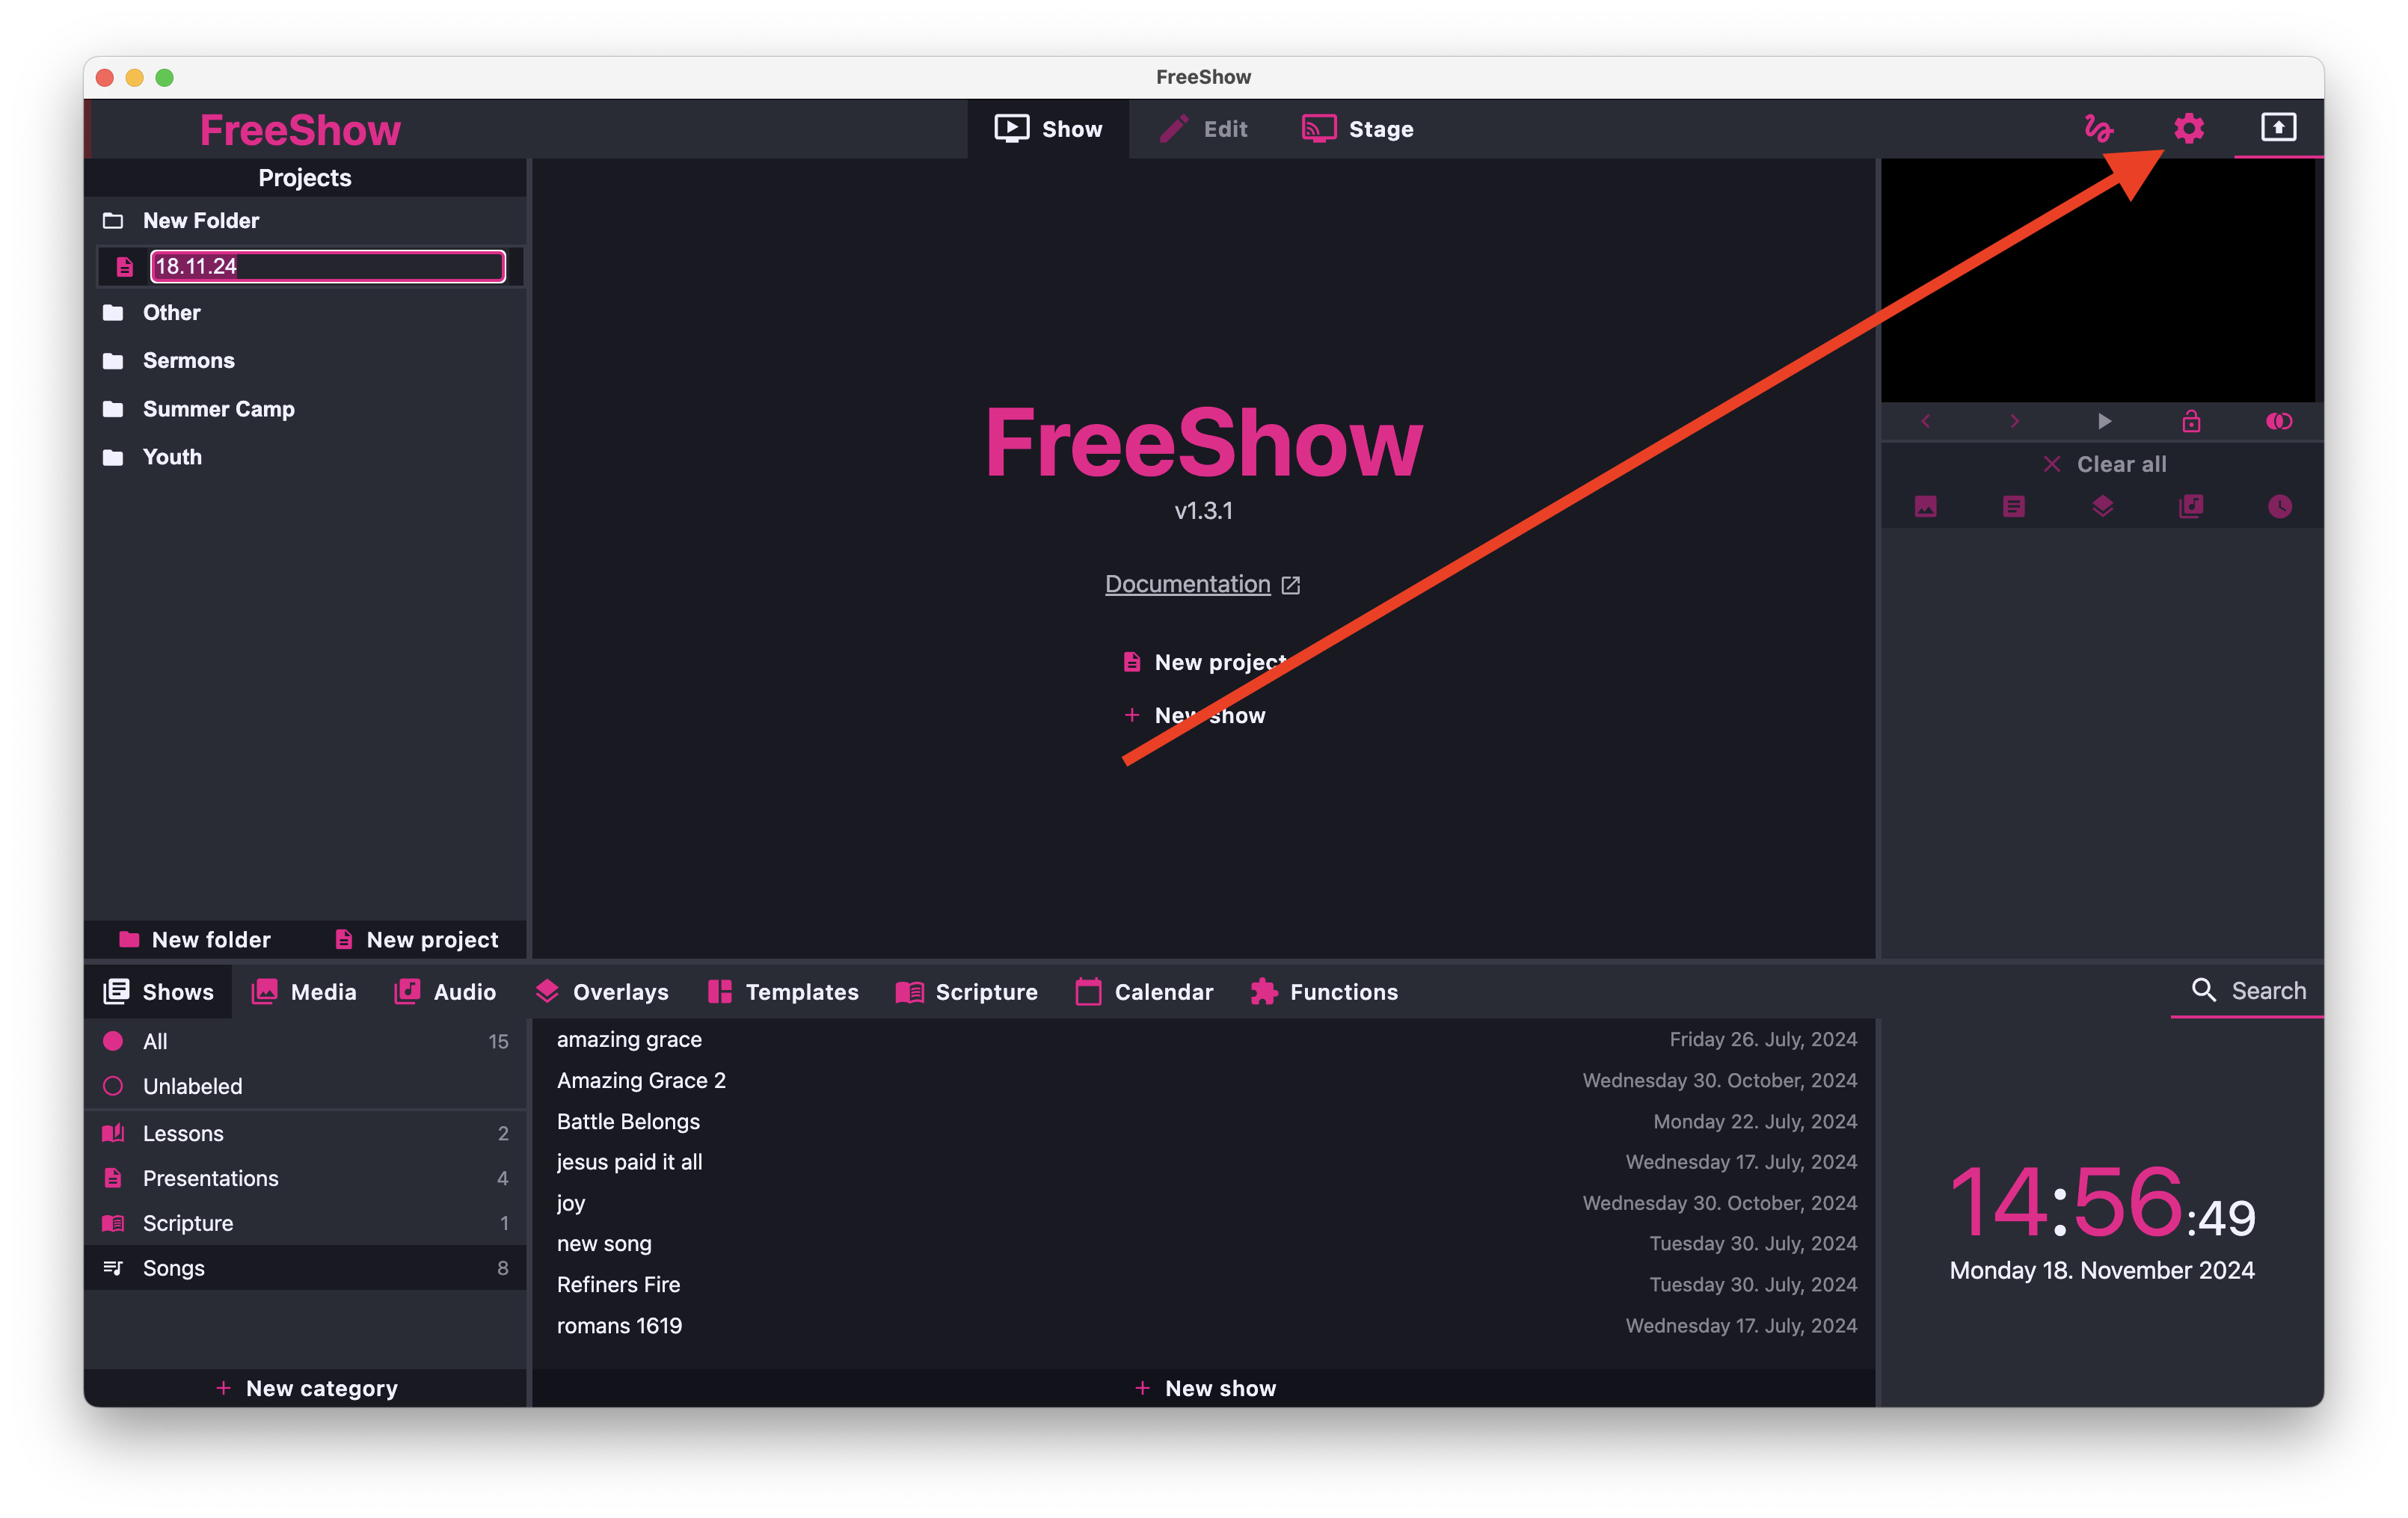 FreeShow
FreeShow
Show
Edit
Stage
Projects
New Folder
18.11.24
Other
Sermons
Summer Camp
Youth
New folder
New project
FreeShow
v1.3.1
Documentation
New project
New show
Clear all
Shows
Media
Audio
Overlays
Templates
Scripture
Calendar
Functions
Search
All 15
Unlabeled
Lessons 2
Presentations 4
Scripture 1
Songs 8
New category
amazing grace Friday 26. July, 2024
Amazing Grace 2 Wednesday 30. October, 2024
Battle Belongs Monday 22. July, 2024
jesus paid it all Wednesday 17. July, 2024
joy Wednesday 30. October, 2024
new song Tuesday 30. July, 2024
Refiners Fire Tuesday 30. July, 2024
romans 1619 Wednesday 17. July, 2024
New show
14:56:49
Monday 18. November 2024